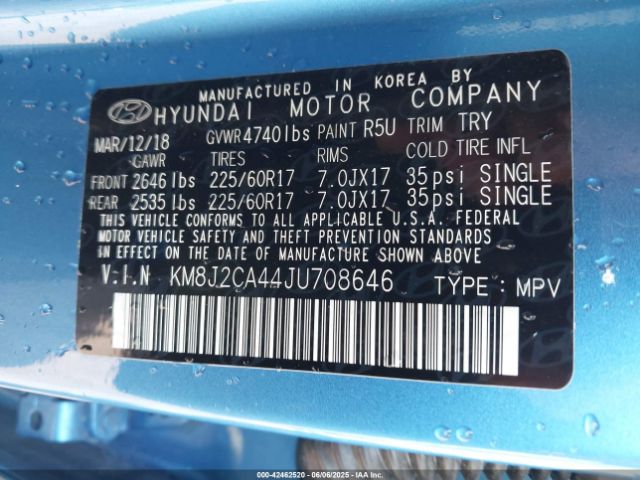 MANUFACTURED IN KOREA BY
HYUNDAI MOTOR COMPANY
MAR/12/18 GVWR 4740lbs PAINT R5U TRIM TRY
GAWR TIRES RIMS COLD TIRE INFL
FRONT 2646 lbs 225/60R17 7.0JX17 35psi SINGLE
REAR 2535 lbs 225/60R17 7.0JX17 35psi SINGLE
THIS VEHICLE CONFORMS TO ALL APPLICABLE U.S.A. FEDERAL
MOTOR VEHICLE SAFETY AND THEFT PREVENTION STANDARDS
IN EFFECT ON THE DATE OF MANUFACTURE SHOWN ABOVE
V.I.N KM8J2CA44JU708646 TYPE : MPV
000-42462520 06/06/2025 IAA Inc.